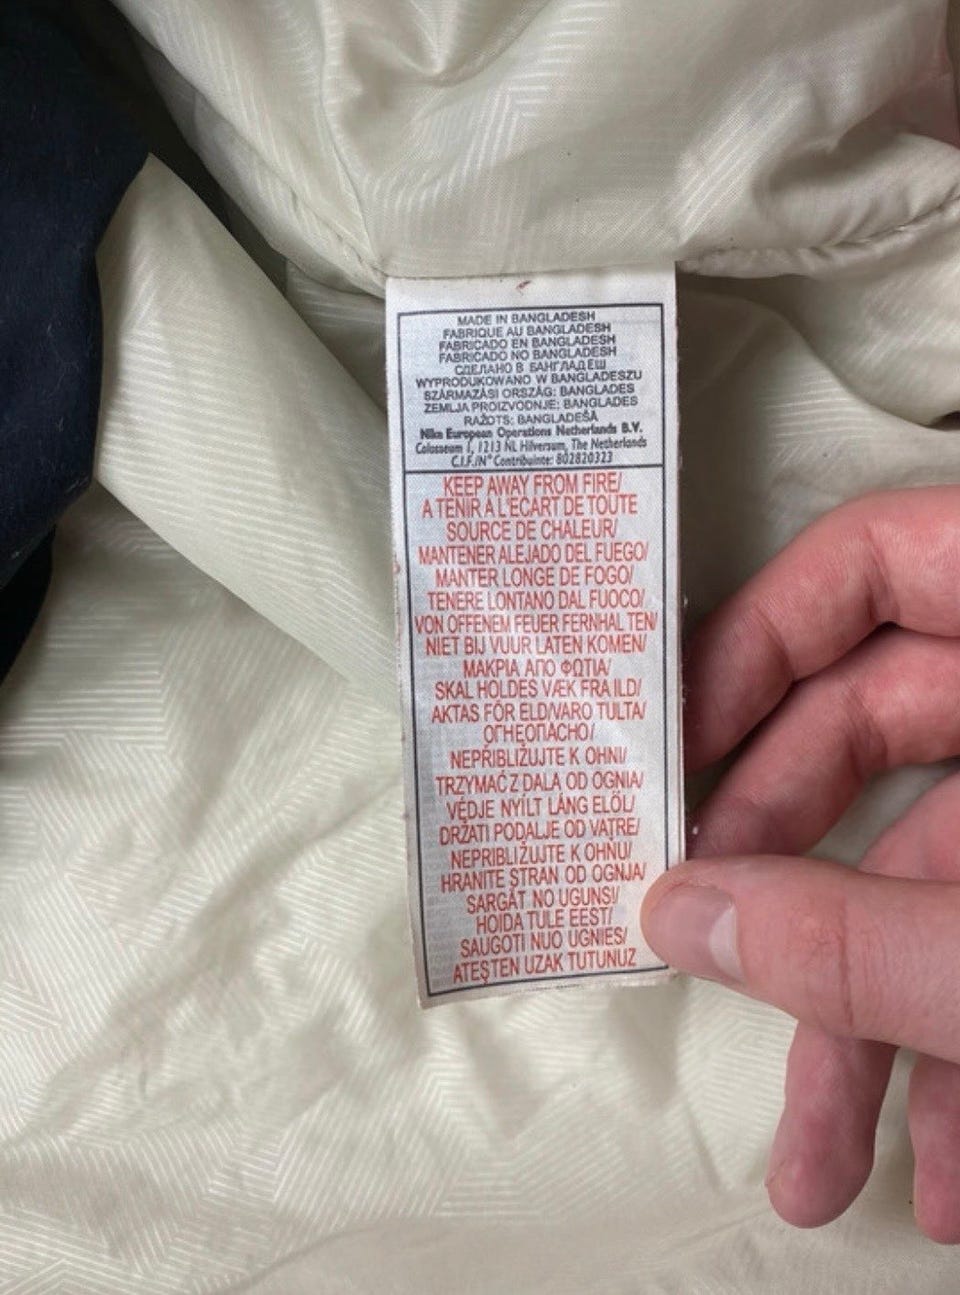 MADE IN BANGLADESH
FABRIQUE AU BANGLADESH
FABRICADO EN BANGLADESH
FABRICADO NO BANGLADESH
СДЕЛАНО В БАНГЛАДЕШ
WYPRODUKOWANO W BANGLADESZU
SZÁRMAZÁSI ORSZÁG: BANGLADES
ZEMLJA PROIZVODNJE: BANGLADES
RAŽOTS: BANGLADEŠA
Nike European Operations Netherlands B.V.
Colosseum 1, 1213 NL Hilversum, The Netherlands
C.I.F./N° Contribuinte: 802820323
KEEP AWAY FROM FIRE/
A TENIR A L'ECART DE TOUTE
SOURCE DE CHALEUR/
MANTENER ALEJADO DEL FUEGO/
MANTER LONGE DE FOGO/
TENERE LONTANO DAL FUOCO/
VON OFFENEM FEUER FERNHALTEN/
NIET BIJ VUUR LATEN KOMEN/
ΜΑΚΡΙΑ ΑΠΟ ΦΩΤΙΑ/
SKAL HOLDES VÆK FRA ILD/
AKTAS FÖR ELD/VARO TULTA/
ОГНЕОПАСНО/
NEPŘIBLIŽUJTE K OHNI/
TRZYMAĆ Z DALA OD OGNIA/
VÉDJE NYÍLT LÁNG ELŐL/
DRŽATI PODALJE OD VATRE/
NEPRIBLIŽUJTE K OHŇU/
HRANITE STRAN OD OGNJA/
SARGĀT NO UGUNS!/
HOIDA TULE EEST/
SAUGOTI NUO UGNIES/
ATEŞTEN UZAK TUTUNUZ